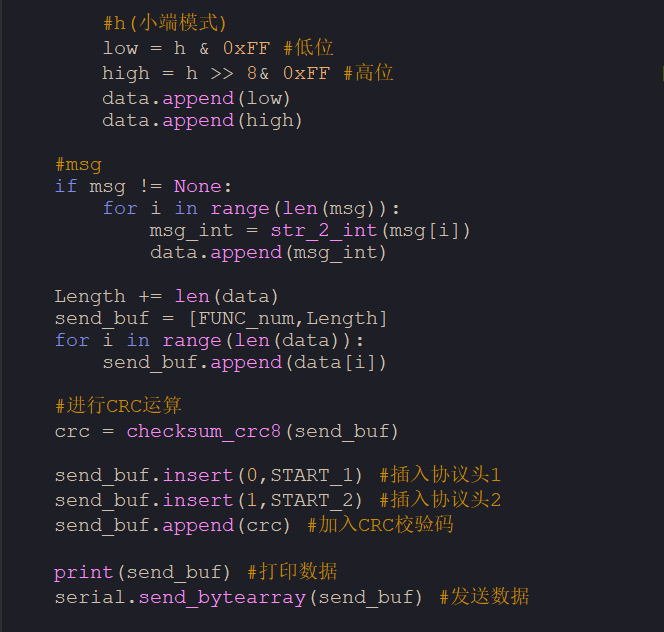 #h(小端模式)
low = h & 0xFF #低位
high = h >> 8& 0xFF #高位
data.append(low)
data.append(high)
#msg
if msg != None:
for i in range(len(msg)):
msg_int = str_2_int(msg[i])
data.append(msg_int)
Length += len(data)
send_buf = [FUNC_num,Length]
for i in range(len(data)):
send_buf.append(data[i])
#进行CRC运算
crc = checksum_crc8(send_buf)
send_buf.insert(0,START_1) #插入协议头1
send_buf.insert(1,START_2) #插入协议头2
send_buf.append(crc) #加入CRC校验码
print(send_buf) #打印数据
serial.send_bytearray(send_buf) #发送数据